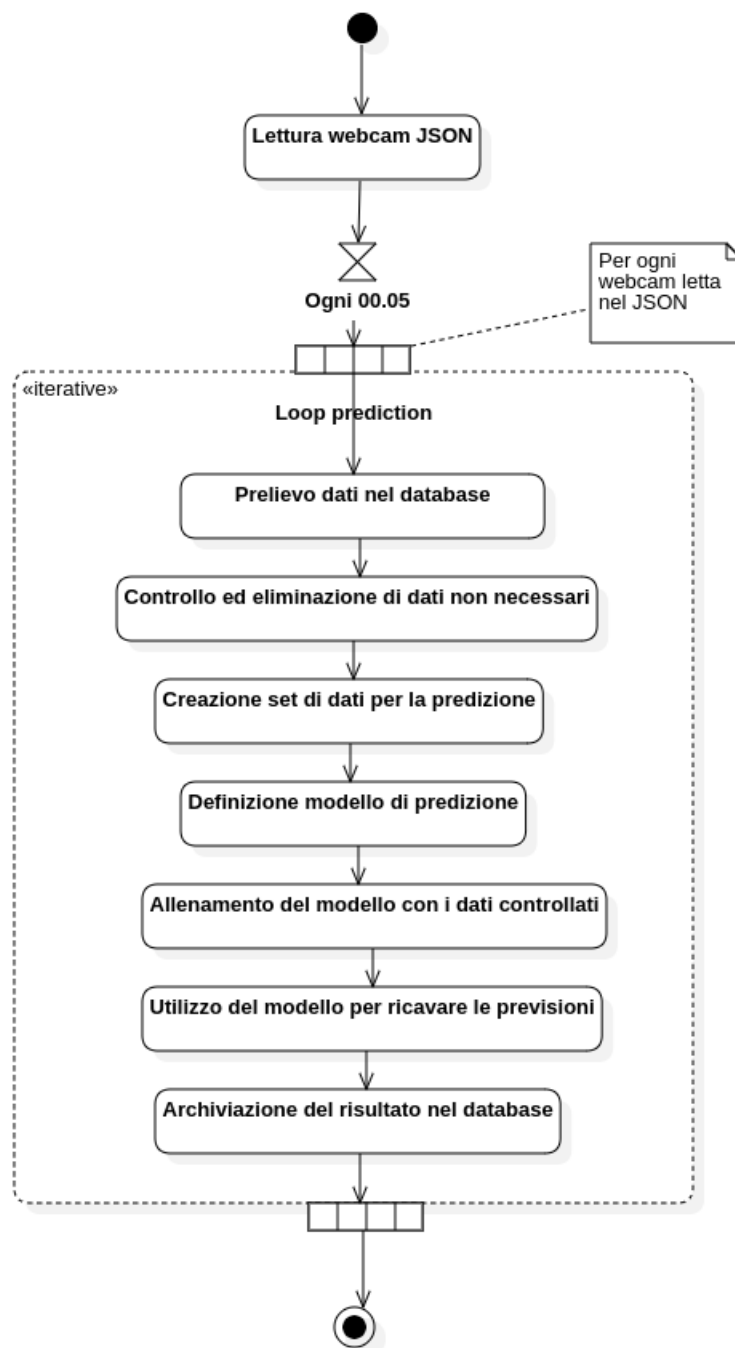 Lettura webcam JSON
Per ogni
webcam letta
nel JSON
Ogni 00.05
«iterative»
Loop prediction
Prelievo dati nel database
Controllo ed eliminazione di dati non necessari
Creazione set di dati per la predizione
Definizione modello di predizione
Allenamento del modello con i dati controllati
Utilizzo del modello per ricavare le previsioni
Archiviazione del risultato nel database